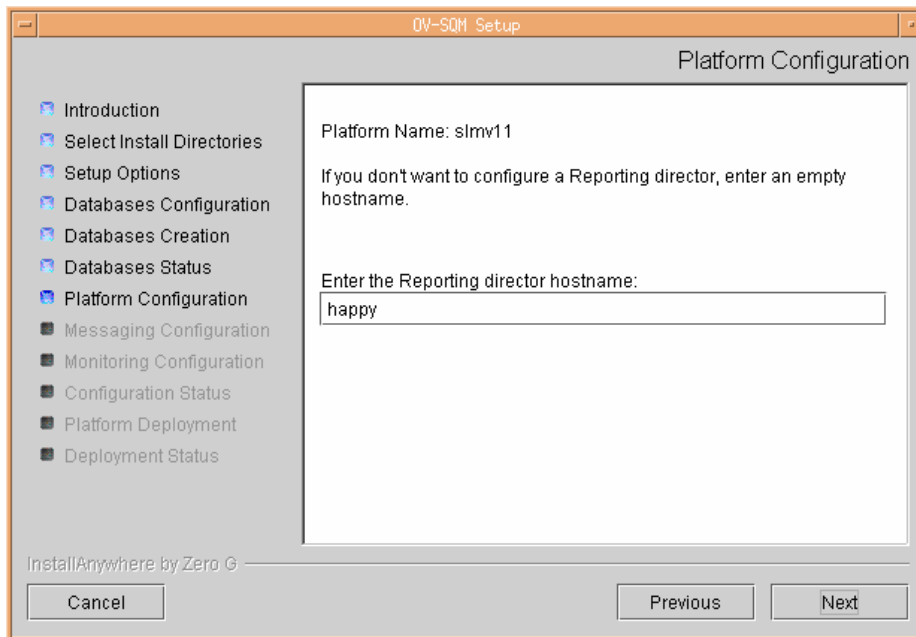 OV-SQM Setup
Platform Configuration
Introduction
Select Install Directories
Setup Options
Databases Configuration
Databases Creation
Databases Status
Platform Configuration
Messaging Configuration
Monitoring Configuration
Configuration Status
Platform Deployment
Deployment Status
Platform Name: slmv11
If you don't want to configure a Reporting director, enter an empty
hostname.
Enter the Reporting director hostname:
happy
InstallAnywhere by Zero G
Cancel
Previous
Next